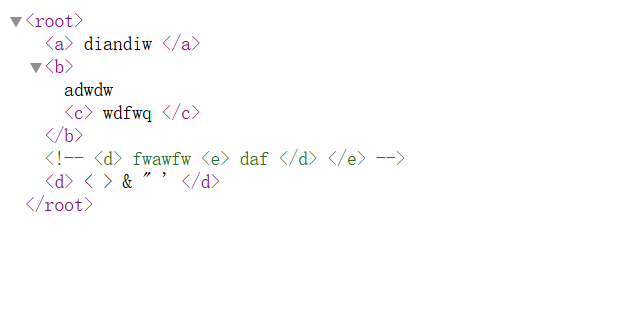 ▼<root>
<a> diandiw </a>
▼<b>
adwdw
<c> wdfwq </c>
</b>
<!-- <d> fwawfw <e> daf </d> </e> -->
<d> < > & " ' </d>
</root>